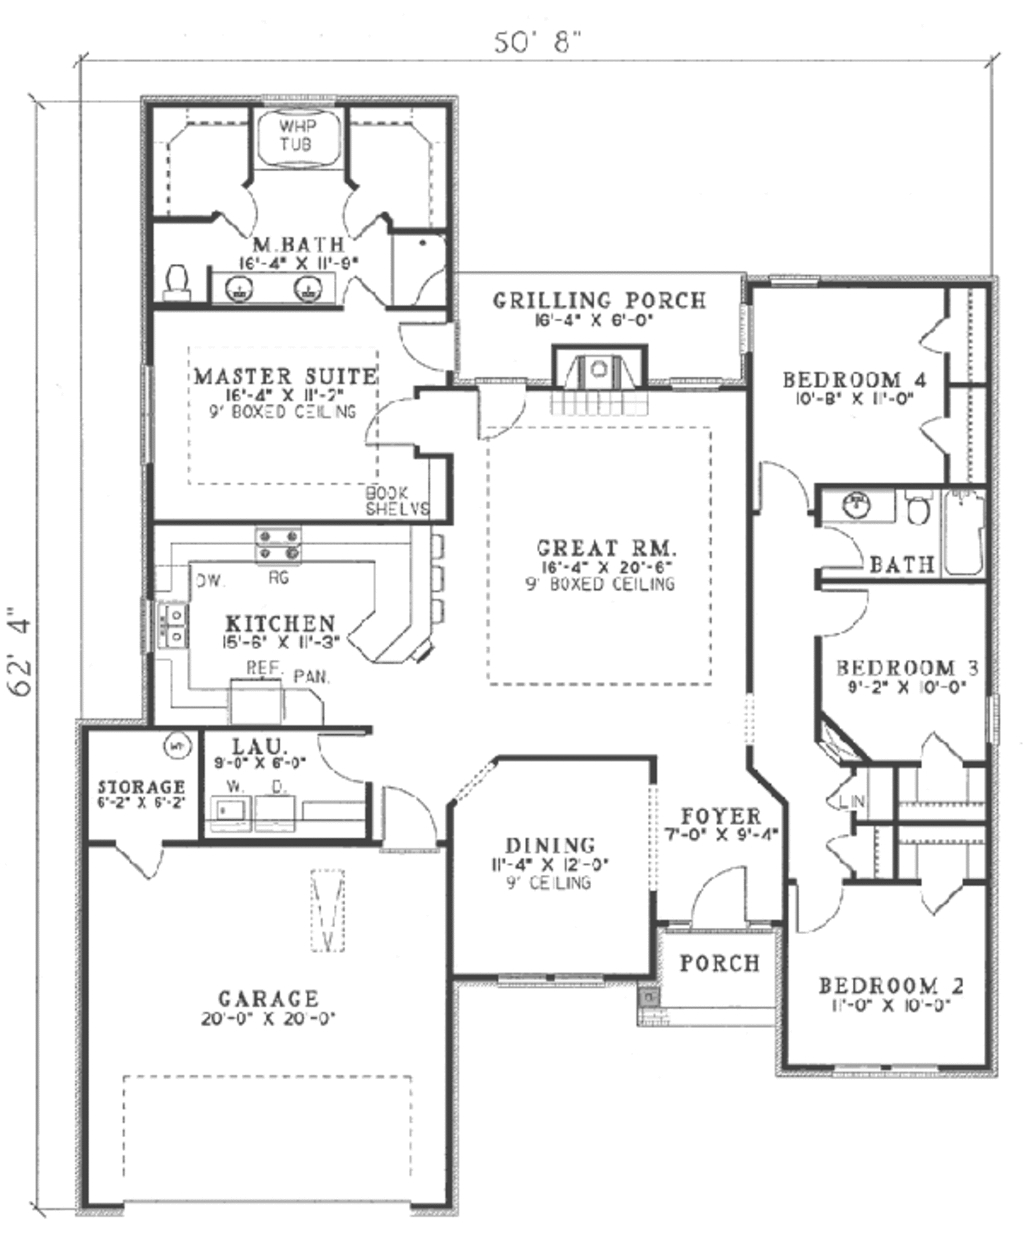 50' 8"
62' 4"
WHP
TUB
M.BATH
16'-4" X 11'-9"
GRILLING PORCH
16'-4" X 6'-0"
MASTER SUITE
16'-4" X 11'-2"
9' BOXED CEILING
BEDROOM 4
10'-8" X 11'-0"
BOOK
SHELVS
GREAT RM.
16'-4" X 20'-6"
9' BOXED CEILING
BATH
DW.
RG
KITCHEN
15'-6" X 11'-3"
REF.
PAN.
BEDROOM 3
9'-2" X 10'-0"
LAU.
9'-0" X 6'-0"
W.
D.
WH
STORAGE
6'-2" X 6'-2"
LIN
FOYER
7'-0" X 9'-4"
DINING
11'-4" X 12'-0"
9' CEILING
PORCH
BEDROOM 2
11'-0" X 10'-0"
GARAGE
20'-0" X 20'-0"